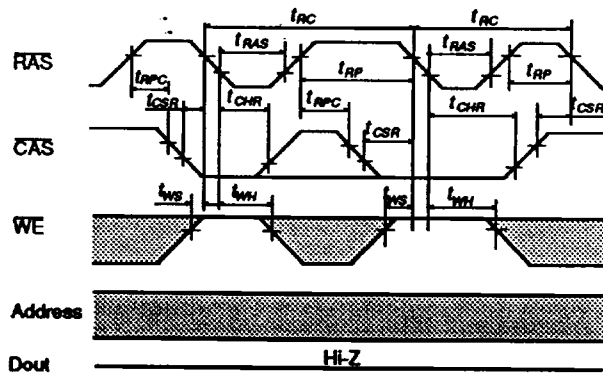 tRC tRC
RAS tRAS tRAS
tRPC tRP tRP
tCSR tCHR tRPC tCHR tCSR
CAS tCSR
tWS tWH tWS tWH
WE
Address
Dout Hi-Z